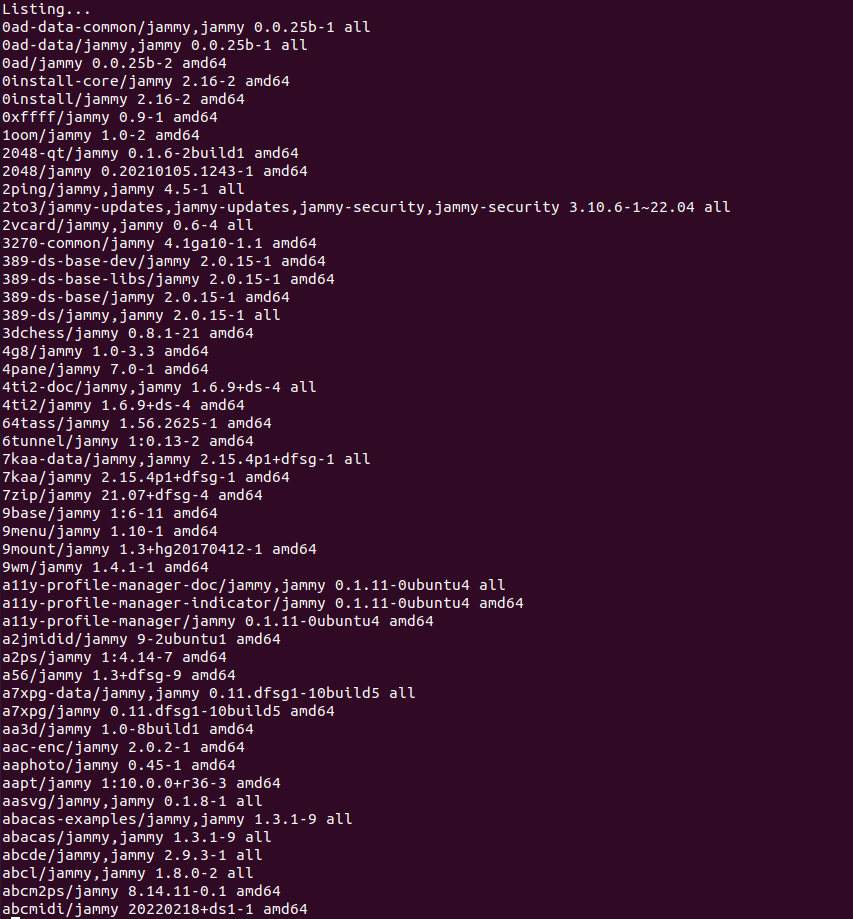 Listing...
0ad-data-common/jammy,jammy 0.0.25b-1 all
0ad-data/jammy,jammy 0.0.25b-1 all
0ad/jammy 0.0.25b-2 amd64
0install-core/jammy 2.16-2 amd64
0install/jammy 2.16-2 amd64
0xffff/jammy 0.9-1 amd64
1oom/jammy 1.0-2 amd64
2048-qt/jammy 0.1.6-2build1 amd64
2048/jammy 0.20210105.1243-1 amd64
2ping/jammy,jammy 4.5-1 all
2to3/jammy-updates,jammy-updates,jammy-security,jammy-security 3.10.6-1~22.04 all
2vcard/jammy,jammy 0.6-4 all
3270-common/jammy 4.1ga10-1.1 amd64
389-ds-base-dev/jammy 2.0.15-1 amd64
389-ds-base-libs/jammy 2.0.15-1 amd64
389-ds-base/jammy 2.0.15-1 amd64
389-ds/jammy,jammy 2.0.15-1 all
3dchess/jammy 0.8.1-21 amd64
4g8/jammy 1.0-3.3 amd64
4pane/jammy 7.0-1 amd64
4ti2-doc/jammy,jammy 1.6.9+ds-4 all
4ti2/jammy 1.6.9+ds-4 amd64
64tass/jammy 1.56.2625-1 amd64
6tunnel/jammy 1:0.13-2 amd64
7kaa-data/jammy,jammy 2.15.4p1+dfsg-1 all
7kaa/jammy 2.15.4p1+dfsg-1 amd64
7zip/jammy 21.07+dfsg-4 amd64
9base/jammy 1:6-11 amd64
9menu/jammy 1.10-1 amd64
9mount/jammy 1.3+hg20170412-1 amd64
9wm/jammy 1.4.1-1 amd64
a11y-profile-manager-doc/jammy,jammy 0.1.11-0ubuntu4 all
a11y-profile-manager-indicator/jammy 0.1.11-0ubuntu4 amd64
a11y-profile-manager/jammy 0.1.11-0ubuntu4 amd64
a2jmidid/jammy 9-2ubuntu1 amd64
a2ps/jammy 1:4.14-7 amd64
a56/jammy 1.3+dfsg-9 amd64
a7xpg-data/jammy,jammy 0.11.dfsg1-10build5 all
a7xpg/jammy 0.11.dfsg1-10build5 amd64
aa3d/jammy 1.0-8build1 amd64
aac-enc/jammy 2.0.2-1 amd64
aaphoto/jammy 0.45-1 amd64
aapt/jammy 1:10.0.0+r36-3 amd64
aasvg/jammy,jammy 0.1.8-1 all
abacas-examples/jammy,jammy 1.3.1-9 all
abacas/jammy,jammy 1.3.1-9 all
abcde/jammy,jammy 2.9.3-1 all
abcl/jammy,jammy 1.8.0-2 all
abcm2ps/jammy 8.14.11-0.1 amd64
abcmidi/jammy 20220218+ds1-1 amd64